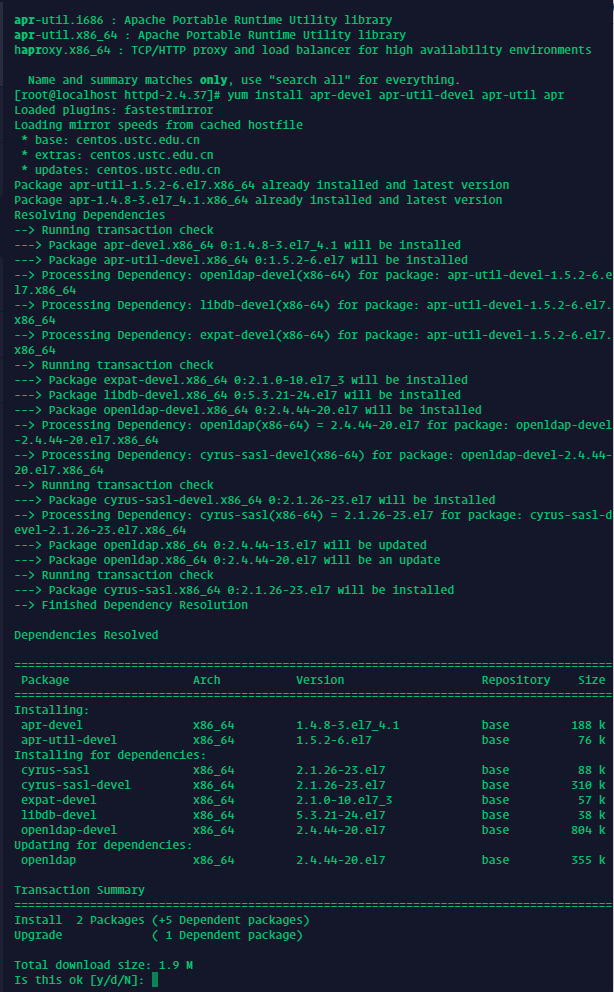 apr-util.i686 : Apache Portable Runtime Utility library
apr-util.x86_64 : Apache Portable Runtime Utility library
haproxy.x86_64 : TCP/HTTP proxy and load balancer for high availability environments
Name and summary matches only, use "search all" for everything.
[root@localhost httpd-2.4.37]# yum install apr-devel apr-util-devel apr-util apr
Loaded plugins: fastestmirror
Loading mirror speeds from cached hostfile
* base: centos.ustc.edu.cn
* extras: centos.ustc.edu.cn
* updates: centos.ustc.edu.cn
Package apr-util-1.5.2-6.el7.x86_64 already installed and latest version
Package apr-1.4.8-3.el7_4.1.x86_64 already installed and latest version
Resolving Dependencies
--> Running transaction check
---> Package apr-devel.x86_64 0:1.4.8-3.el7_4.1 will be installed
---> Package apr-util-devel.x86_64 0:1.5.2-6.el7 will be installed
--> Processing Dependency: openldap-devel(x86-64) for package: apr-util-devel-1.5.2-6.e
l7.x86_64
--> Processing Dependency: libdb-devel(x86-64) for package: apr-util-devel-1.5.2-6.el7.
x86_64
--> Processing Dependency: expat-devel(x86-64) for package: apr-util-devel-1.5.2-6.el7.
x86_64
--> Running transaction check
---> Package expat-devel.x86_64 0:2.1.0-10.el7_3 will be installed
---> Package libdb-devel.x86_64 0:5.3.21-24.el7 will be installed
---> Package openldap-devel.x86_64 0:2.4.44-20.el7 will be installed
--> Processing Dependency: openldap(x86-64) = 2.4.44-20.el7 for package: openldap-devel
-2.4.44-20.el7.x86_64
--> Processing Dependency: cyrus-sasl-devel(x86-64) for package: openldap-devel-2.4.44-
20.el7.x86_64
--> Running transaction check
---> Package cyrus-sasl-devel.x86_64 0:2.1.26-23.el7 will be installed
--> Processing Dependency: cyrus-sasl(x86-64) = 2.1.26-23.el7 for package: cyrus-sasl-d
evel-2.1.26-23.el7.x86_64
---> Package openldap.x86_64 0:2.4.44-13.el7 will be updated
---> Package openldap.x86_64 0:2.4.44-20.el7 will be an update
--> Running transaction check
---> Package cyrus-sasl.x86_64 0:2.1.26-23.el7 will be installed
--> Finished Dependency Resolution
Dependencies Resolved
=======================================================================================
Package Arch Version Repository Size
=======================================================================================
Installing:
apr-devel x86_64 1.4.8-3.el7_4.1 base 188 k
apr-util-devel x86_64 1.5.2-6.el7 base 76 k
Installing for dependencies:
cyrus-sasl x86_64 2.1.26-23.el7 base 88 k
cyrus-sasl-devel x86_64 2.1.26-23.el7 base 310 k
expat-devel x86_64 2.1.0-10.el7_3 base 57 k
libdb-devel x86_64 5.3.21-24.el7 base 38 k
openldap-devel x86_64 2.4.44-20.el7 base 804 k
Updating for dependencies:
openldap x86_64 2.4.44-20.el7 base 355 k
Transaction Summary
=======================================================================================
Install 2 Packages (+5 Dependent packages)
Upgrade ( 1 Dependent package)
Total download size: 1.9 M
Is this ok [y/d/N]: